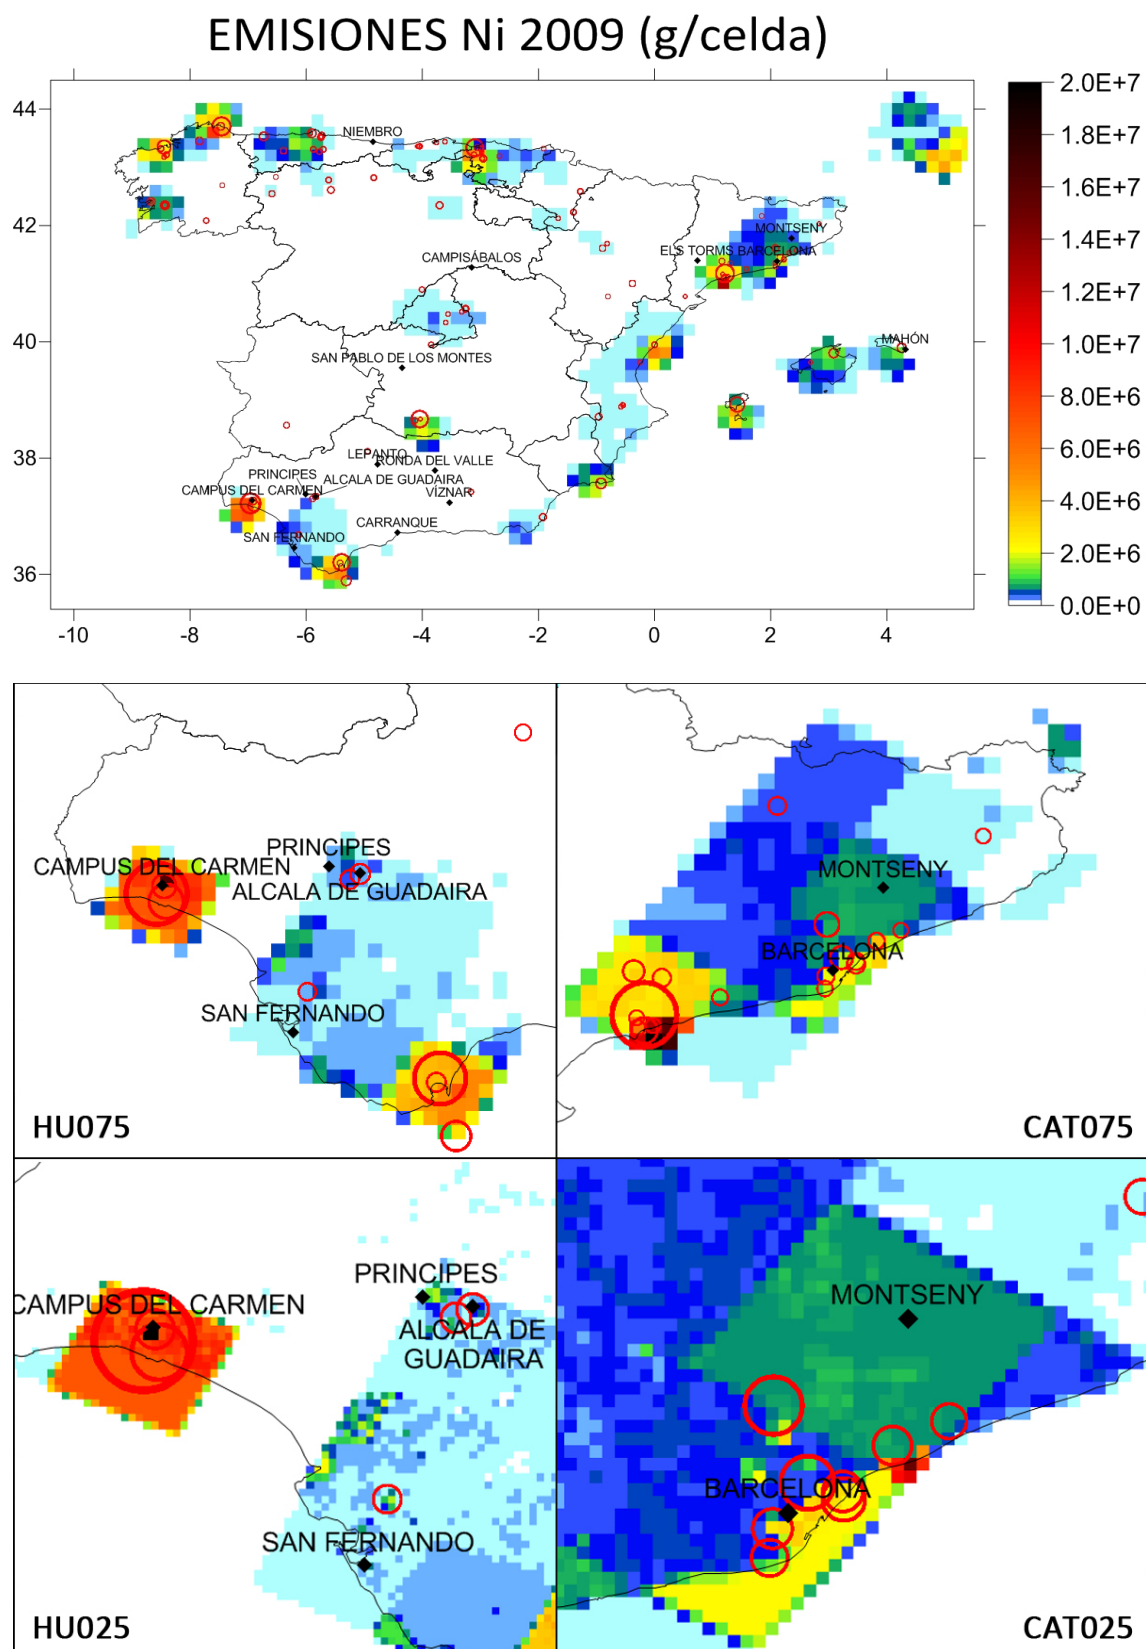 EMISIONES Ni 2009 (g/celda)
44
42
40
38
36
-10
-8
-6
-4
-2
0
2
4
NIEMBRO
MONTSENY
ELS TORMS BARCELONA
CAMPISÁBALOS
MAHÓN
SAN PABLO DE LOS MONTES
LEPANTO
RONDA DEL VALLE
PRINCIPES
ALCALA DE GUADAIRA
CAMPUS DEL CARMEN
VÍZNAR
CARRANQUE
SAN FERNANDO
2.0E+7
1.8E+7
1.6E+7
1.4E+7
1.2E+7
1.0E+7
8.0E+6
6.0E+6
4.0E+6
2.0E+6
0.0E+0
PRINCIPES
CAMPUS DEL CARMEN
ALCALA DE GUADAIRA
SAN FERNANDO
HU075
MONTSENY
BARCELONA
CAT075
PRINCIPES
CAMPUS DEL CARMEN
ALCALA DE
GUADAIRA
SAN FERNANDO
HU025
MONTSENY
BARCELONA
CAT025